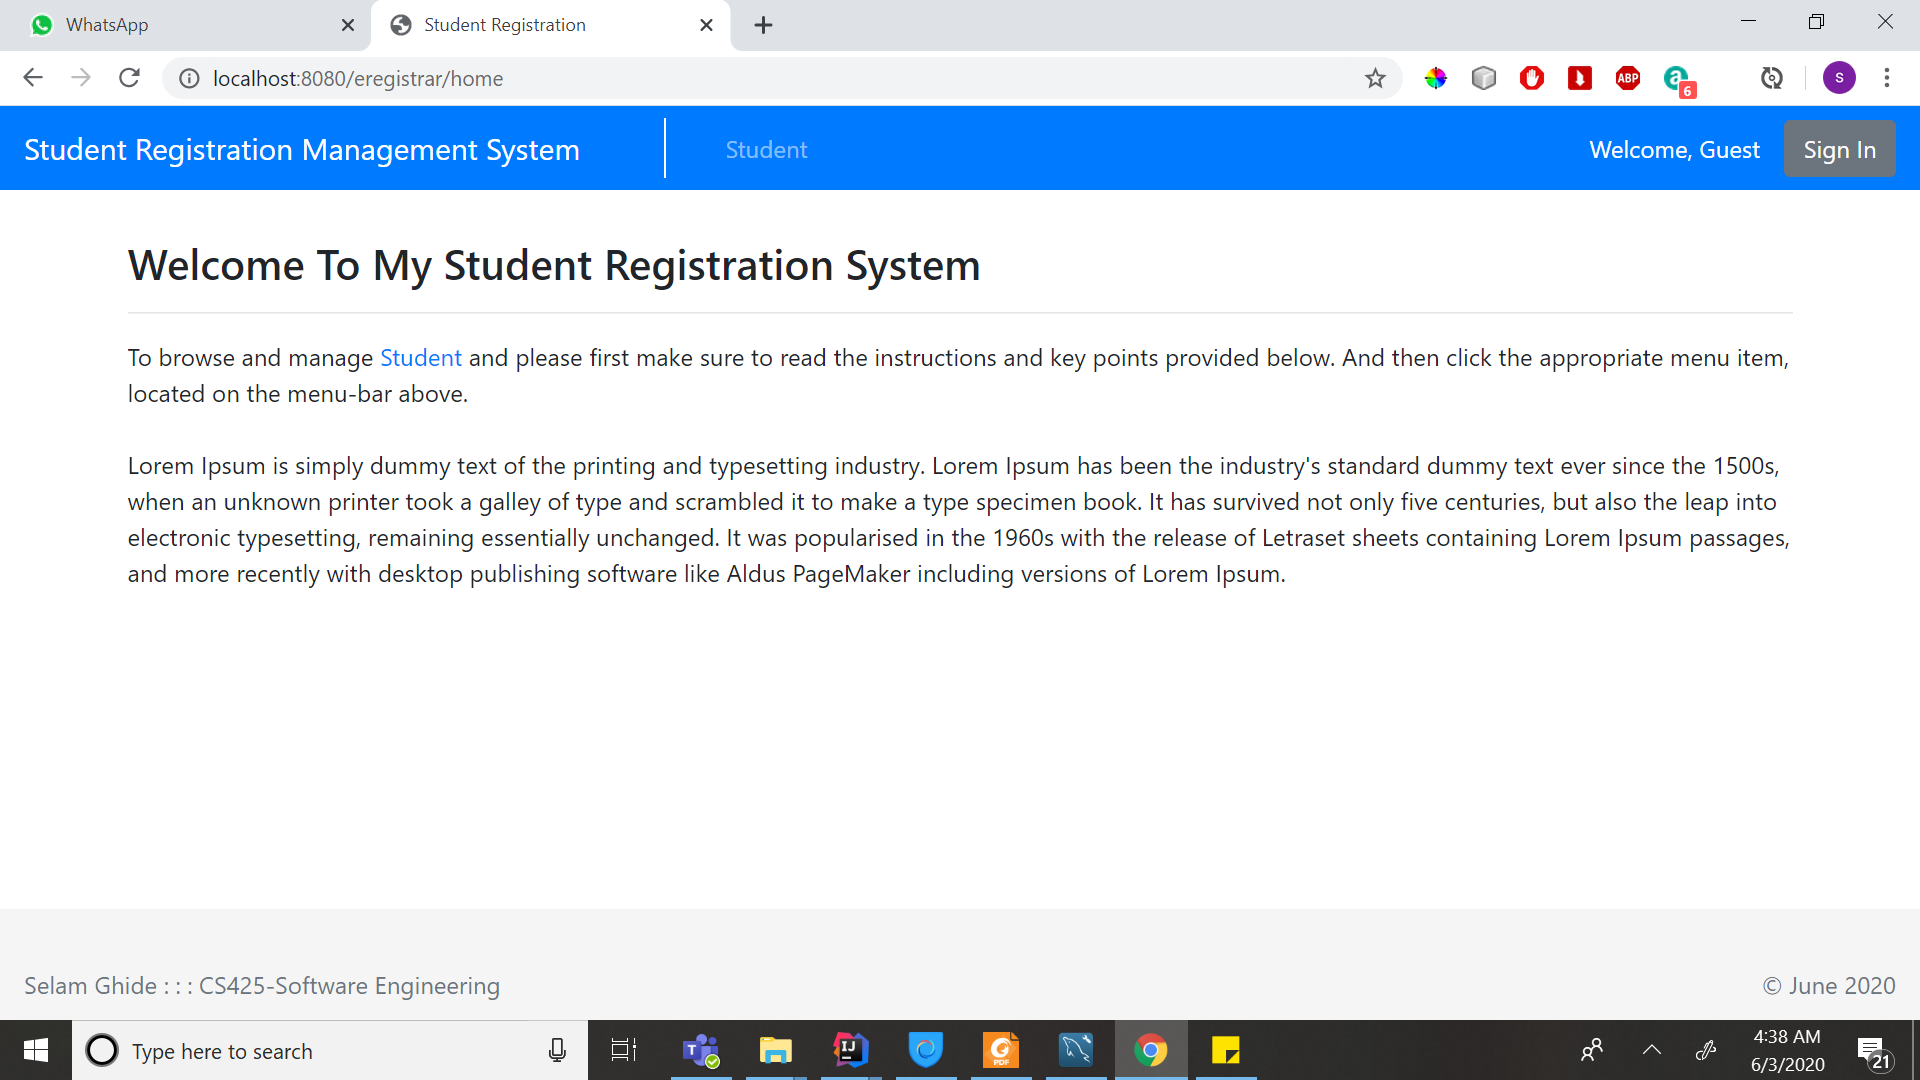 WhatsApp
Student Registration
localhost:8080/eregistrar/home
ABP
a
6
S
Student Registration Management System
Student
Welcome, Guest
Sign In
Welcome To My Student Registration System
To browse and manage Student and please first make sure to read the instructions and key points provided below. And then click the appropriate menu item,
located on the menu-bar above.
Lorem Ipsum is simply dummy text of the printing and typesetting industry. Lorem Ipsum has been the industry's standard dummy text ever since the 1500s,
when an unknown printer took a galley of type and scrambled it to make a type specimen book. It has survived not only five centuries, but also the leap into
electronic typesetting, remaining essentially unchanged. It was popularised in the 1960s with the release of Letraset sheets containing Lorem Ipsum passages,
and more recently with desktop publishing software like Aldus PageMaker including versions of Lorem Ipsum.
Selam Ghide : : : CS425-Software Engineering
© June 2020
Type here to search
T
IJ
PDF
4:38 AM
6/3/2020
21